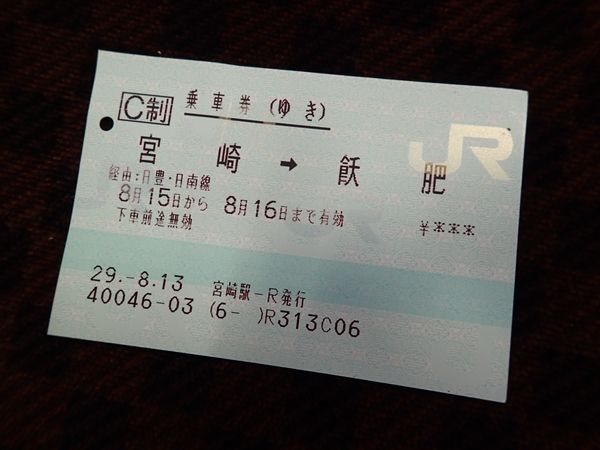 C制 乗車券(ゆき)
JR
宮崎 → 飫肥
経由:日豊・日南線
8月15日から 8月16日まで有効
下車前途無効
¥***
29.-8.13 宮崎駅-R発行
40046-03 (6- )R313C06